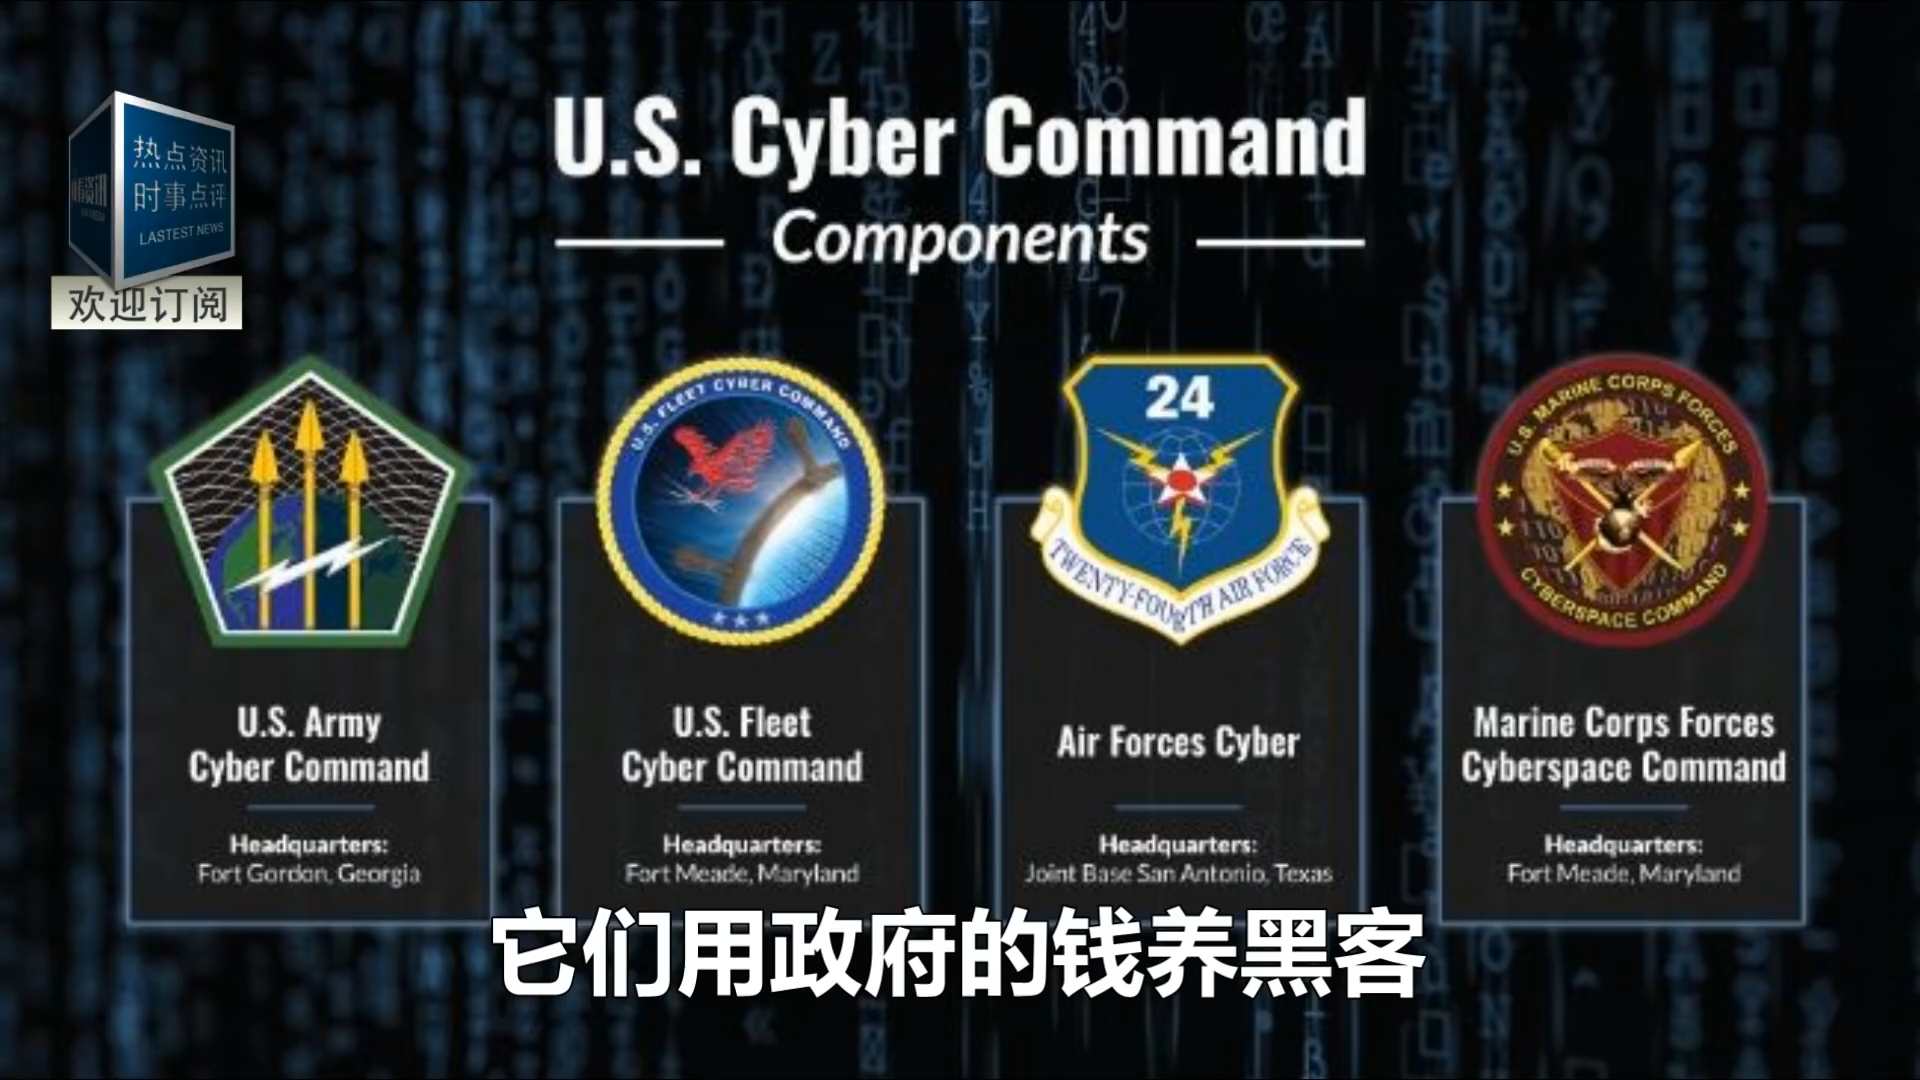 U.S. Cyber Command
Components
热点资讯
时事点评
LASTEST NEWS
欢迎订阅
U.S. FLEET CYBER COMMAND
24
TWENTY-FOURTH AIR FORCE
U.S. MARINE CORPS FORCES
CYBERSPACE COMMAND
U.S. Army
Cyber Command
Headquarters:
Fort Gordon, Georgia
U.S. Fleet
Cyber Command
Headquarters:
Fort Meade, Maryland
Air Forces Cyber
Headquarters:
Joint Base San Antonio, Texas
Marine Corps Forces
Cyberspace Command
Headquarters:
Fort Meade, Maryland
它们用政府的钱养黑客